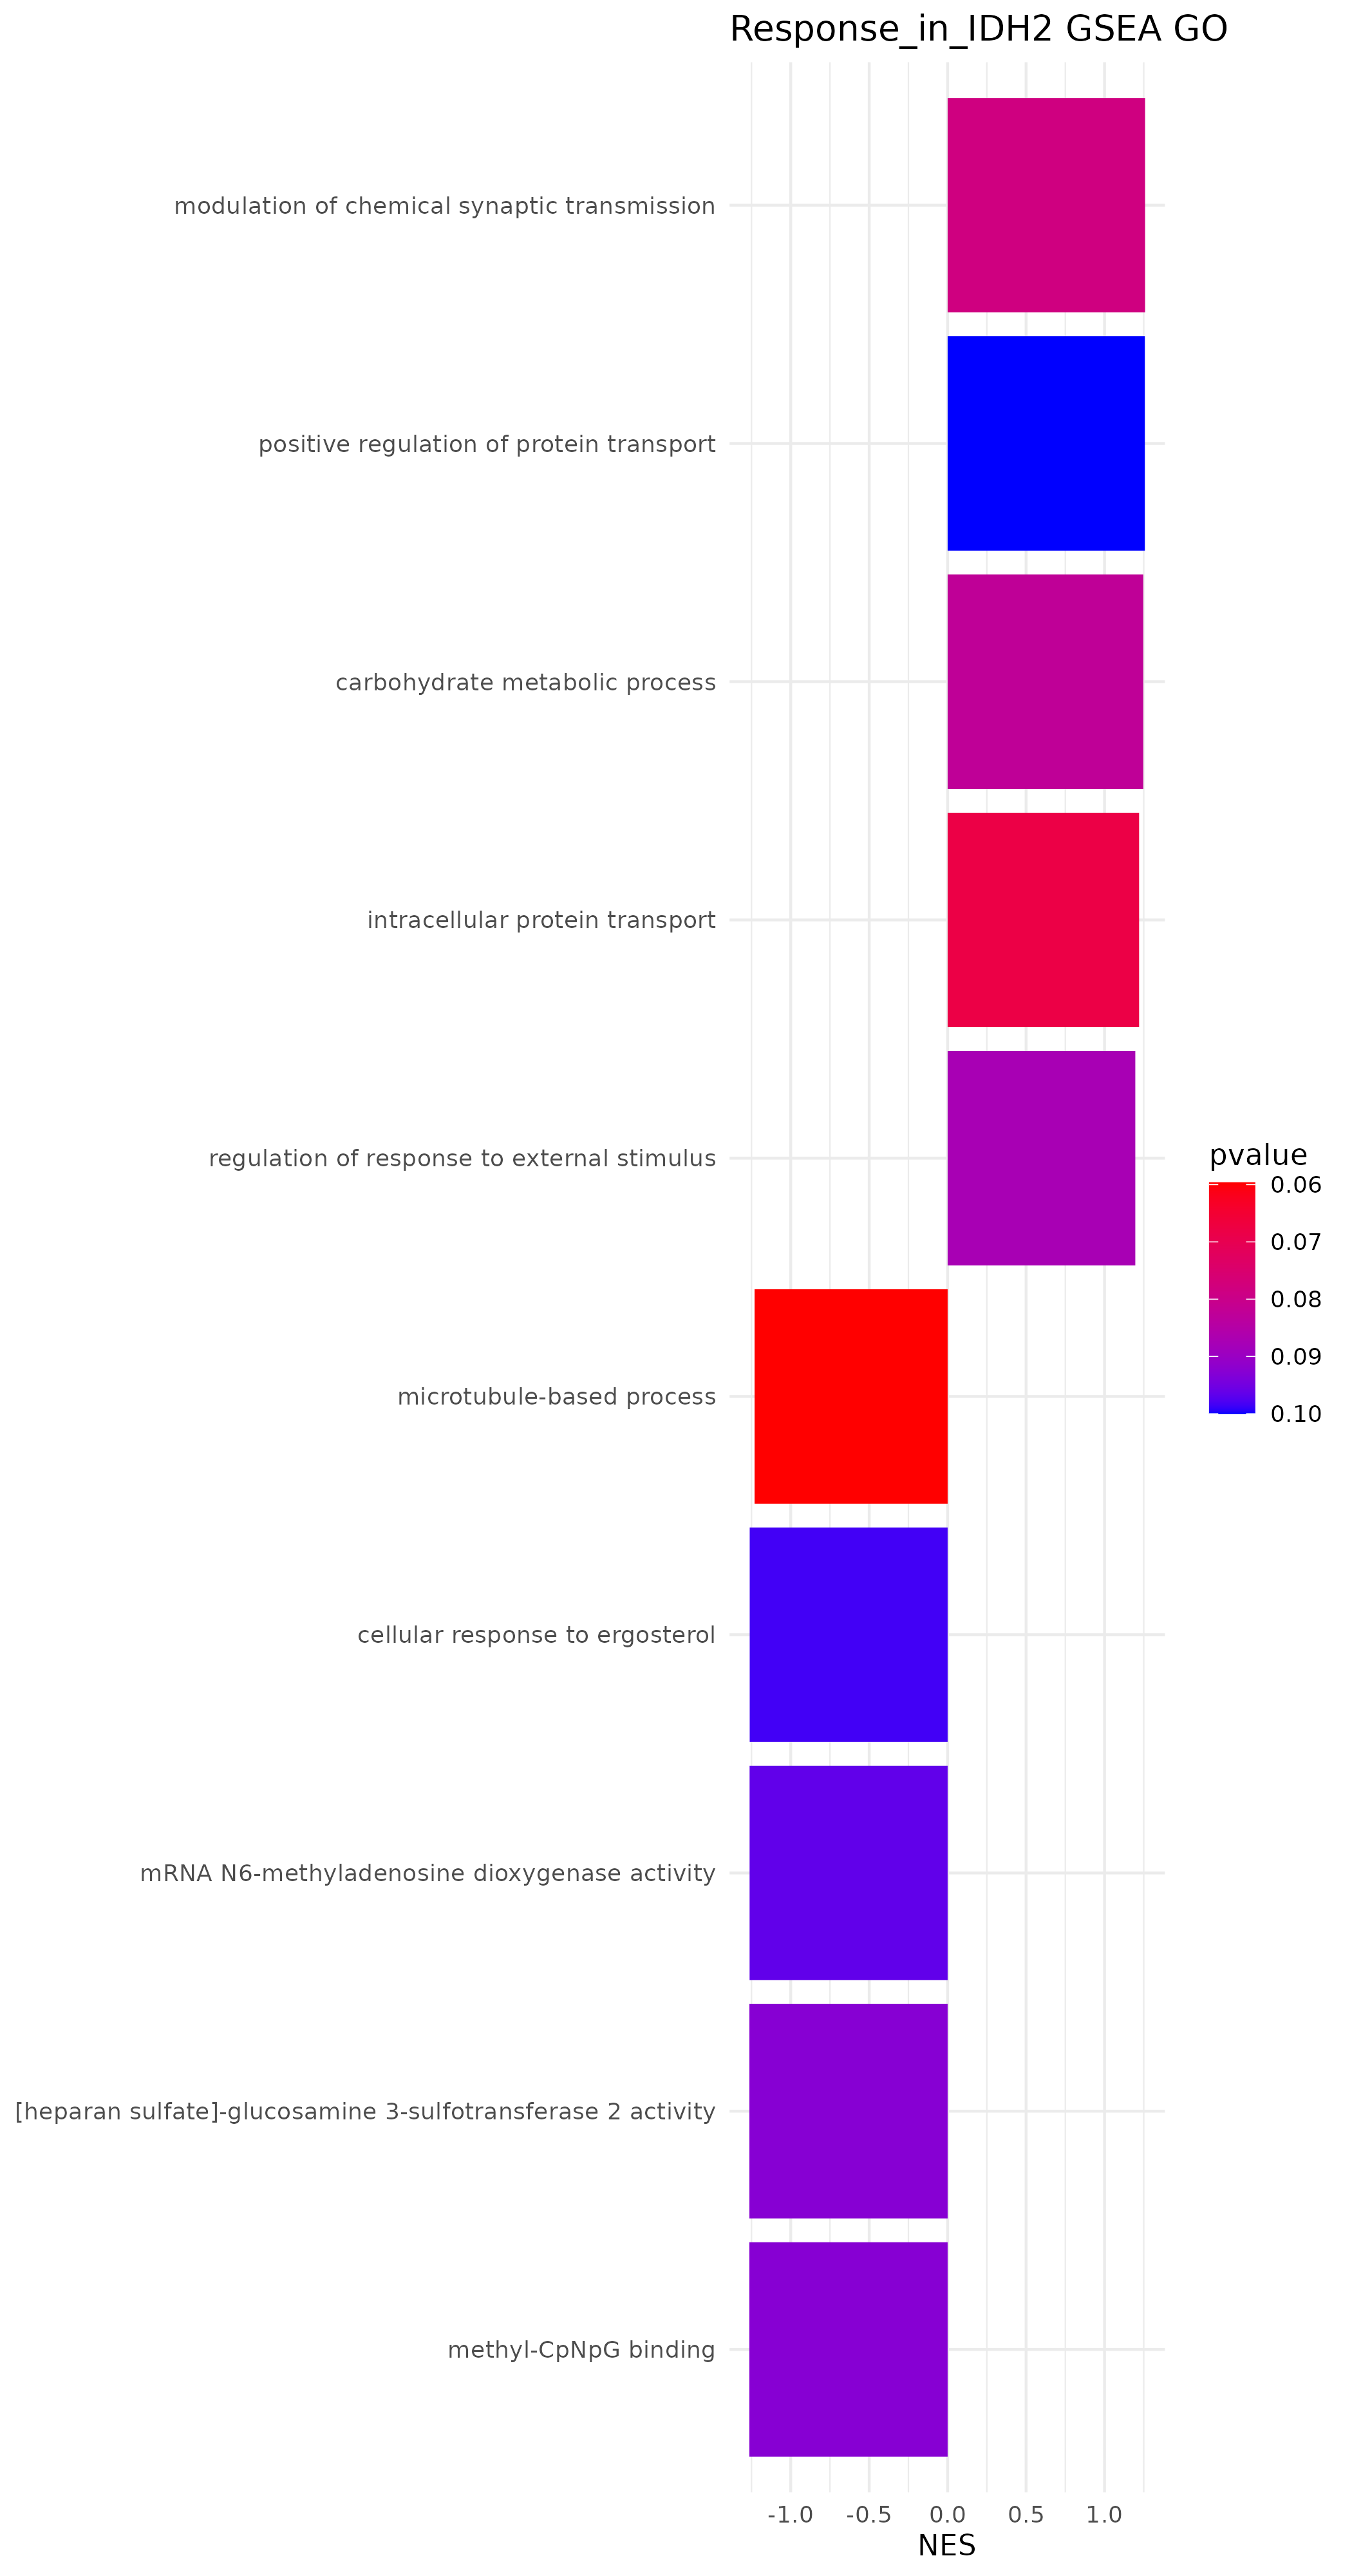 Response_in_IDH2 GSEA GO
modulation of chemical synaptic transmission
positive regulation of protein transport
carbohydrate metabolic process
intracellular protein transport
regulation of response to external stimulus
microtubule-based process
cellular response to ergosterol
mRNA N6-methyladenosine dioxygenase activity
[heparan sulfate]-glucosamine 3-sulfotransferase 2 activity
methyl-CpNpG binding
-1.0 -0.5 0.0 0.5 1.0
NES
pvalue
0.06
0.07
0.08
0.09
0.10